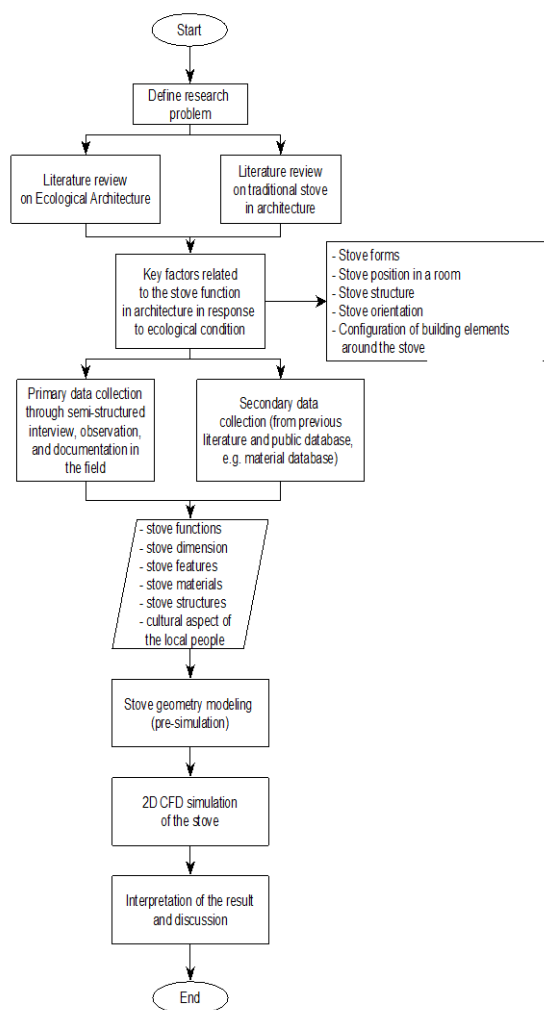 Start
Define research
problem
Literature review
on Ecological Architecture
Literature review
on traditional stove
in architecture
Key factors related
to the stove function
in architecture in response
to ecological condition
- Stove forms
- Stove position in a room
- Stove structure
- Stove orientation
- Configuration of building elements
around the stove
Primary data collection
through semi-structured
interview, observation,
and documentation in
the field
Secondary data
collection (from previous
literature and public database,
e.g. material database)
- stove functions
- stove dimension
- stove features
- stove materials
- stove structures
- cultural aspect of
the local people
Stove geometry modeling
(pre-simulation)
2D CFD simulation
of the stove
Interpretation of the result
and discussion
End